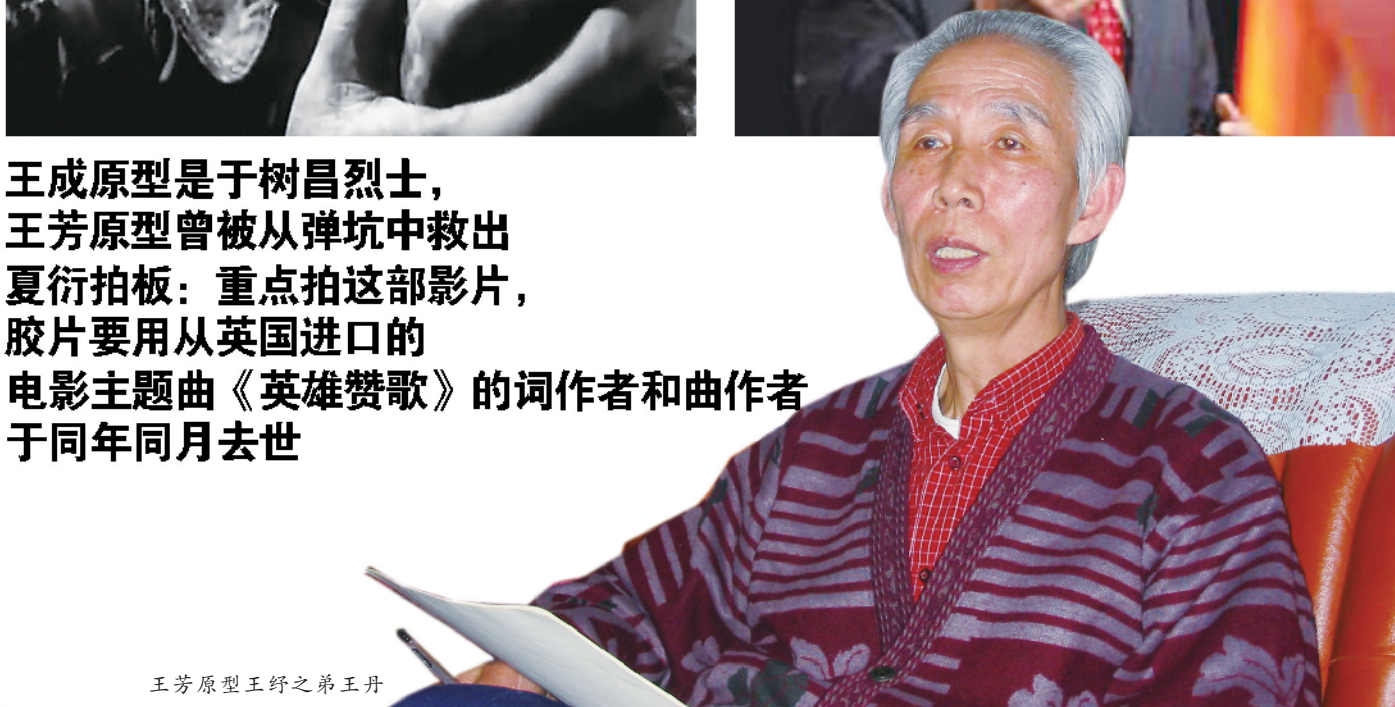 王成原型是于树昌烈士，
王芳原型曾被从弹坑中救出
夏衍拍板：重点拍这部影片，
胶片要用从英国进口的
电影主题曲《英雄赞歌》的词作者和曲作者
于同年同月去世
王芳原型王纾之弟王丹